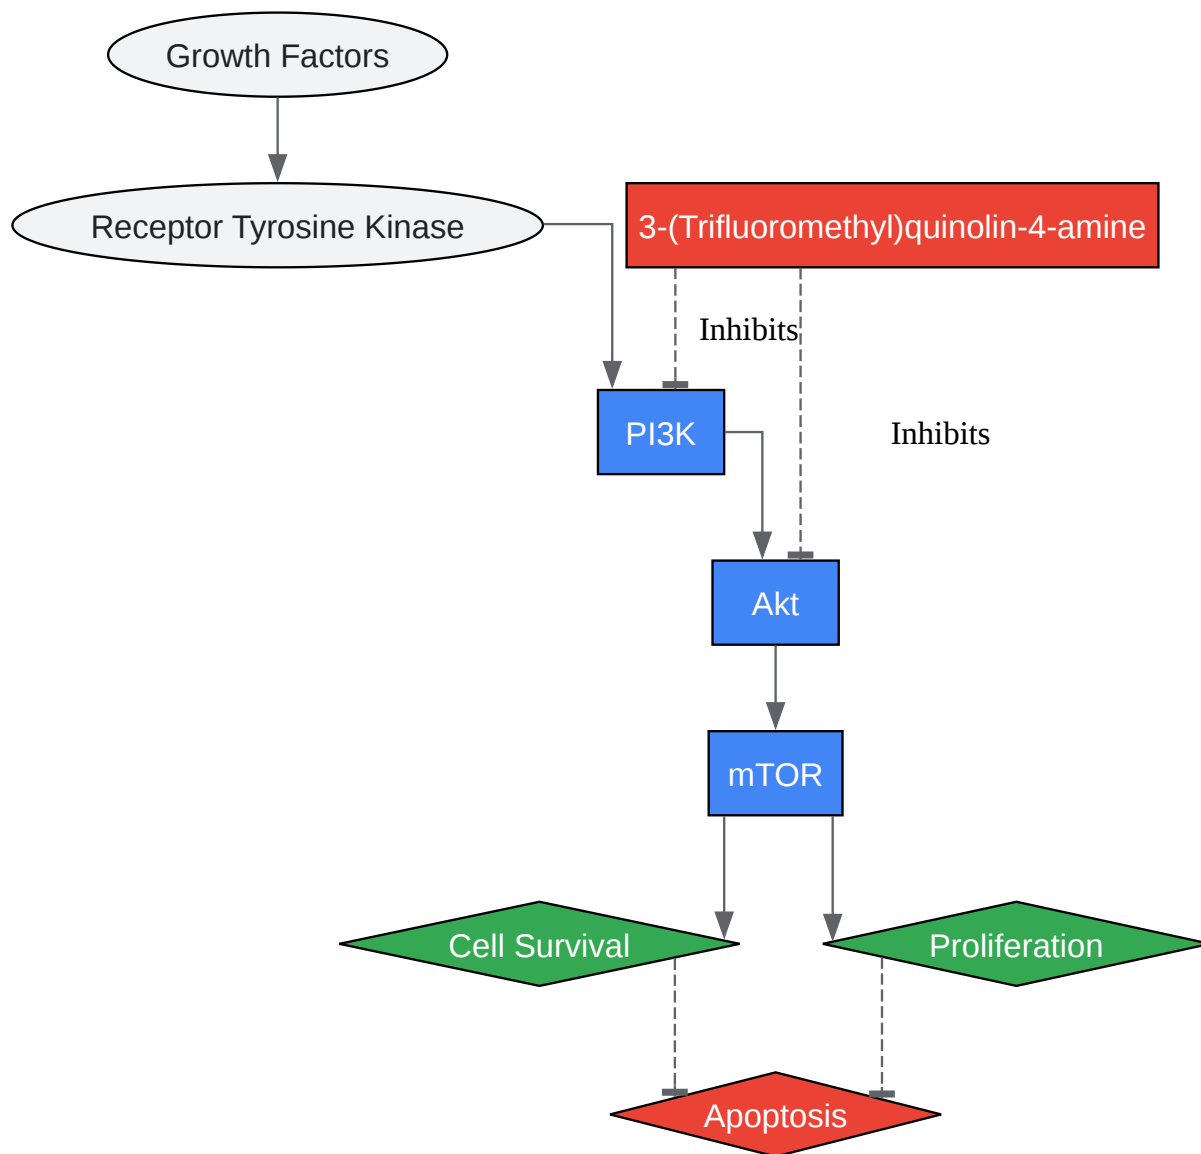 Growth Factors
Receptor Tyrosine Kinase
3-(Trifluoromethyl)quinolin-4-amine
Inhibits
PI3K
Inhibits
Akt
mTOR
Cell Survival
Proliferation
Apoptosis